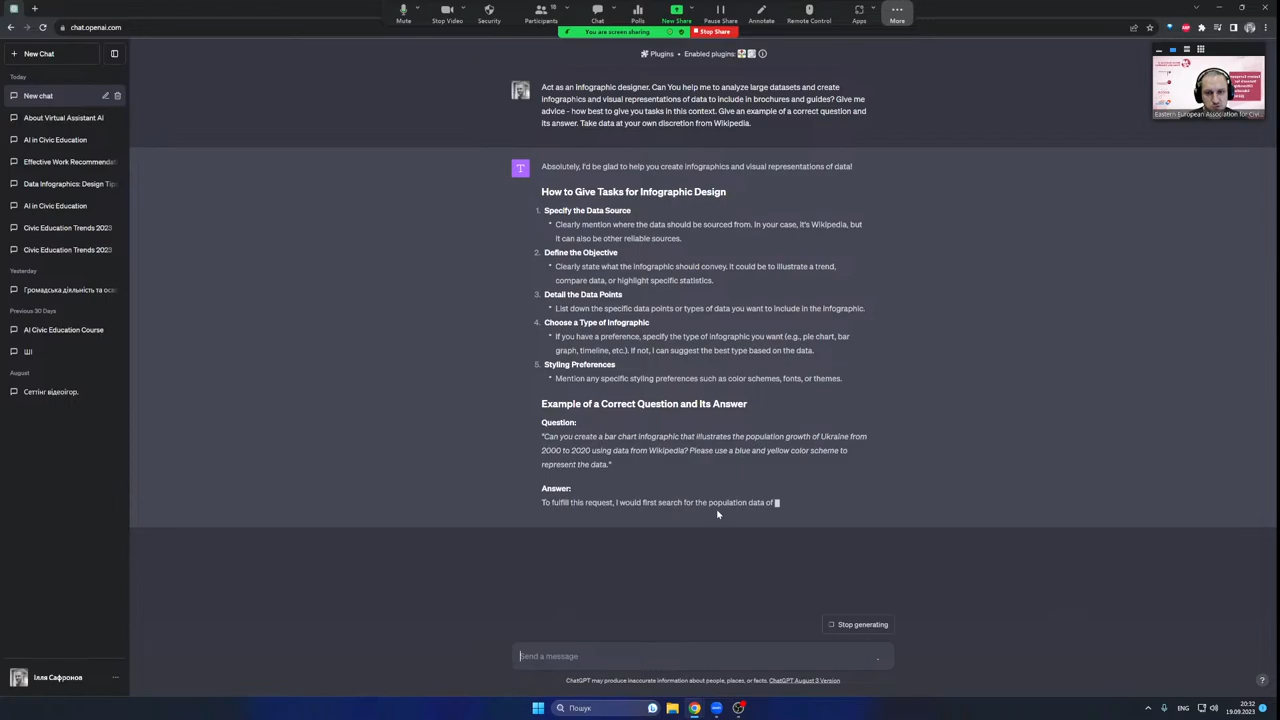 18
Mute
Stop Video
Security
Participants
Chat
Polls
New Share
Pause Share
Annotate
Remote Control
Apps
More
chat.openai.com
You are screen sharing
Stop Share
New Chat
Plugins • Enabled plugins:
Today
New chat
About Virtual Assistant AI
AI in Civic Education
Effective Work Recommendat
Data Infographics: Design Tips
AI in Civic Education
Civic Education Trends 2023
Civic Education Trends 2023
Yesterday
Громадська діяльність та осв
Previous 30 Days
AI Civic Education Course
ШІ
August
Сеттінг відеоігор.
Act as an Infographic designer. Can You help me to analyze large datasets and create
infographics and visual representations of data to include in brochures and guides? Give me
advice - how best to give you tasks in this context. Give an example of a correct question and
its answer. Take data at your own discretion from Wikipedia.
Eastern European Association for Civi...
T
Absolutely, I'd be glad to help you create infographics and visual representations of data!
How to Give Tasks for Infographic Design
1. Specify the Data Source
• Clearly mention where the data should be sourced from. In your case, it's Wikipedia, but
it can also be other reliable sources.
2. Define the Objective
• Clearly state what the infographic should convey. It could be to illustrate a trend,
compare data, or highlight specific statistics.
3. Detail the Data Points
• List down the specific data points or types of data you want to include in the infographic.
4. Choose a Type of Infographic
• If you have a preference, specify the type of infographic you want (e.g., pie chart, bar
graph, timeline, etc.). If not, I can suggest the best type based on the data.
5. Styling Preferences
• Mention any specific styling preferences such as color schemes, fonts, or themes.
Example of a Correct Question and Its Answer
Question:
"Can you create a bar chart infographic that illustrates the population growth of Ukraine from
2000 to 2020 using data from Wikipedia? Please use a blue and yellow color scheme to
represent the data."
Answer:
To fulfill this request, I would first search for the population data of
Stop generating
Send a message
ChatGPT may produce inaccurate information about people, places, or facts. ChatGPT August 3 Version
Ілля Сафронов
...
?
Пошук
ENG
20:32
19.09.2023